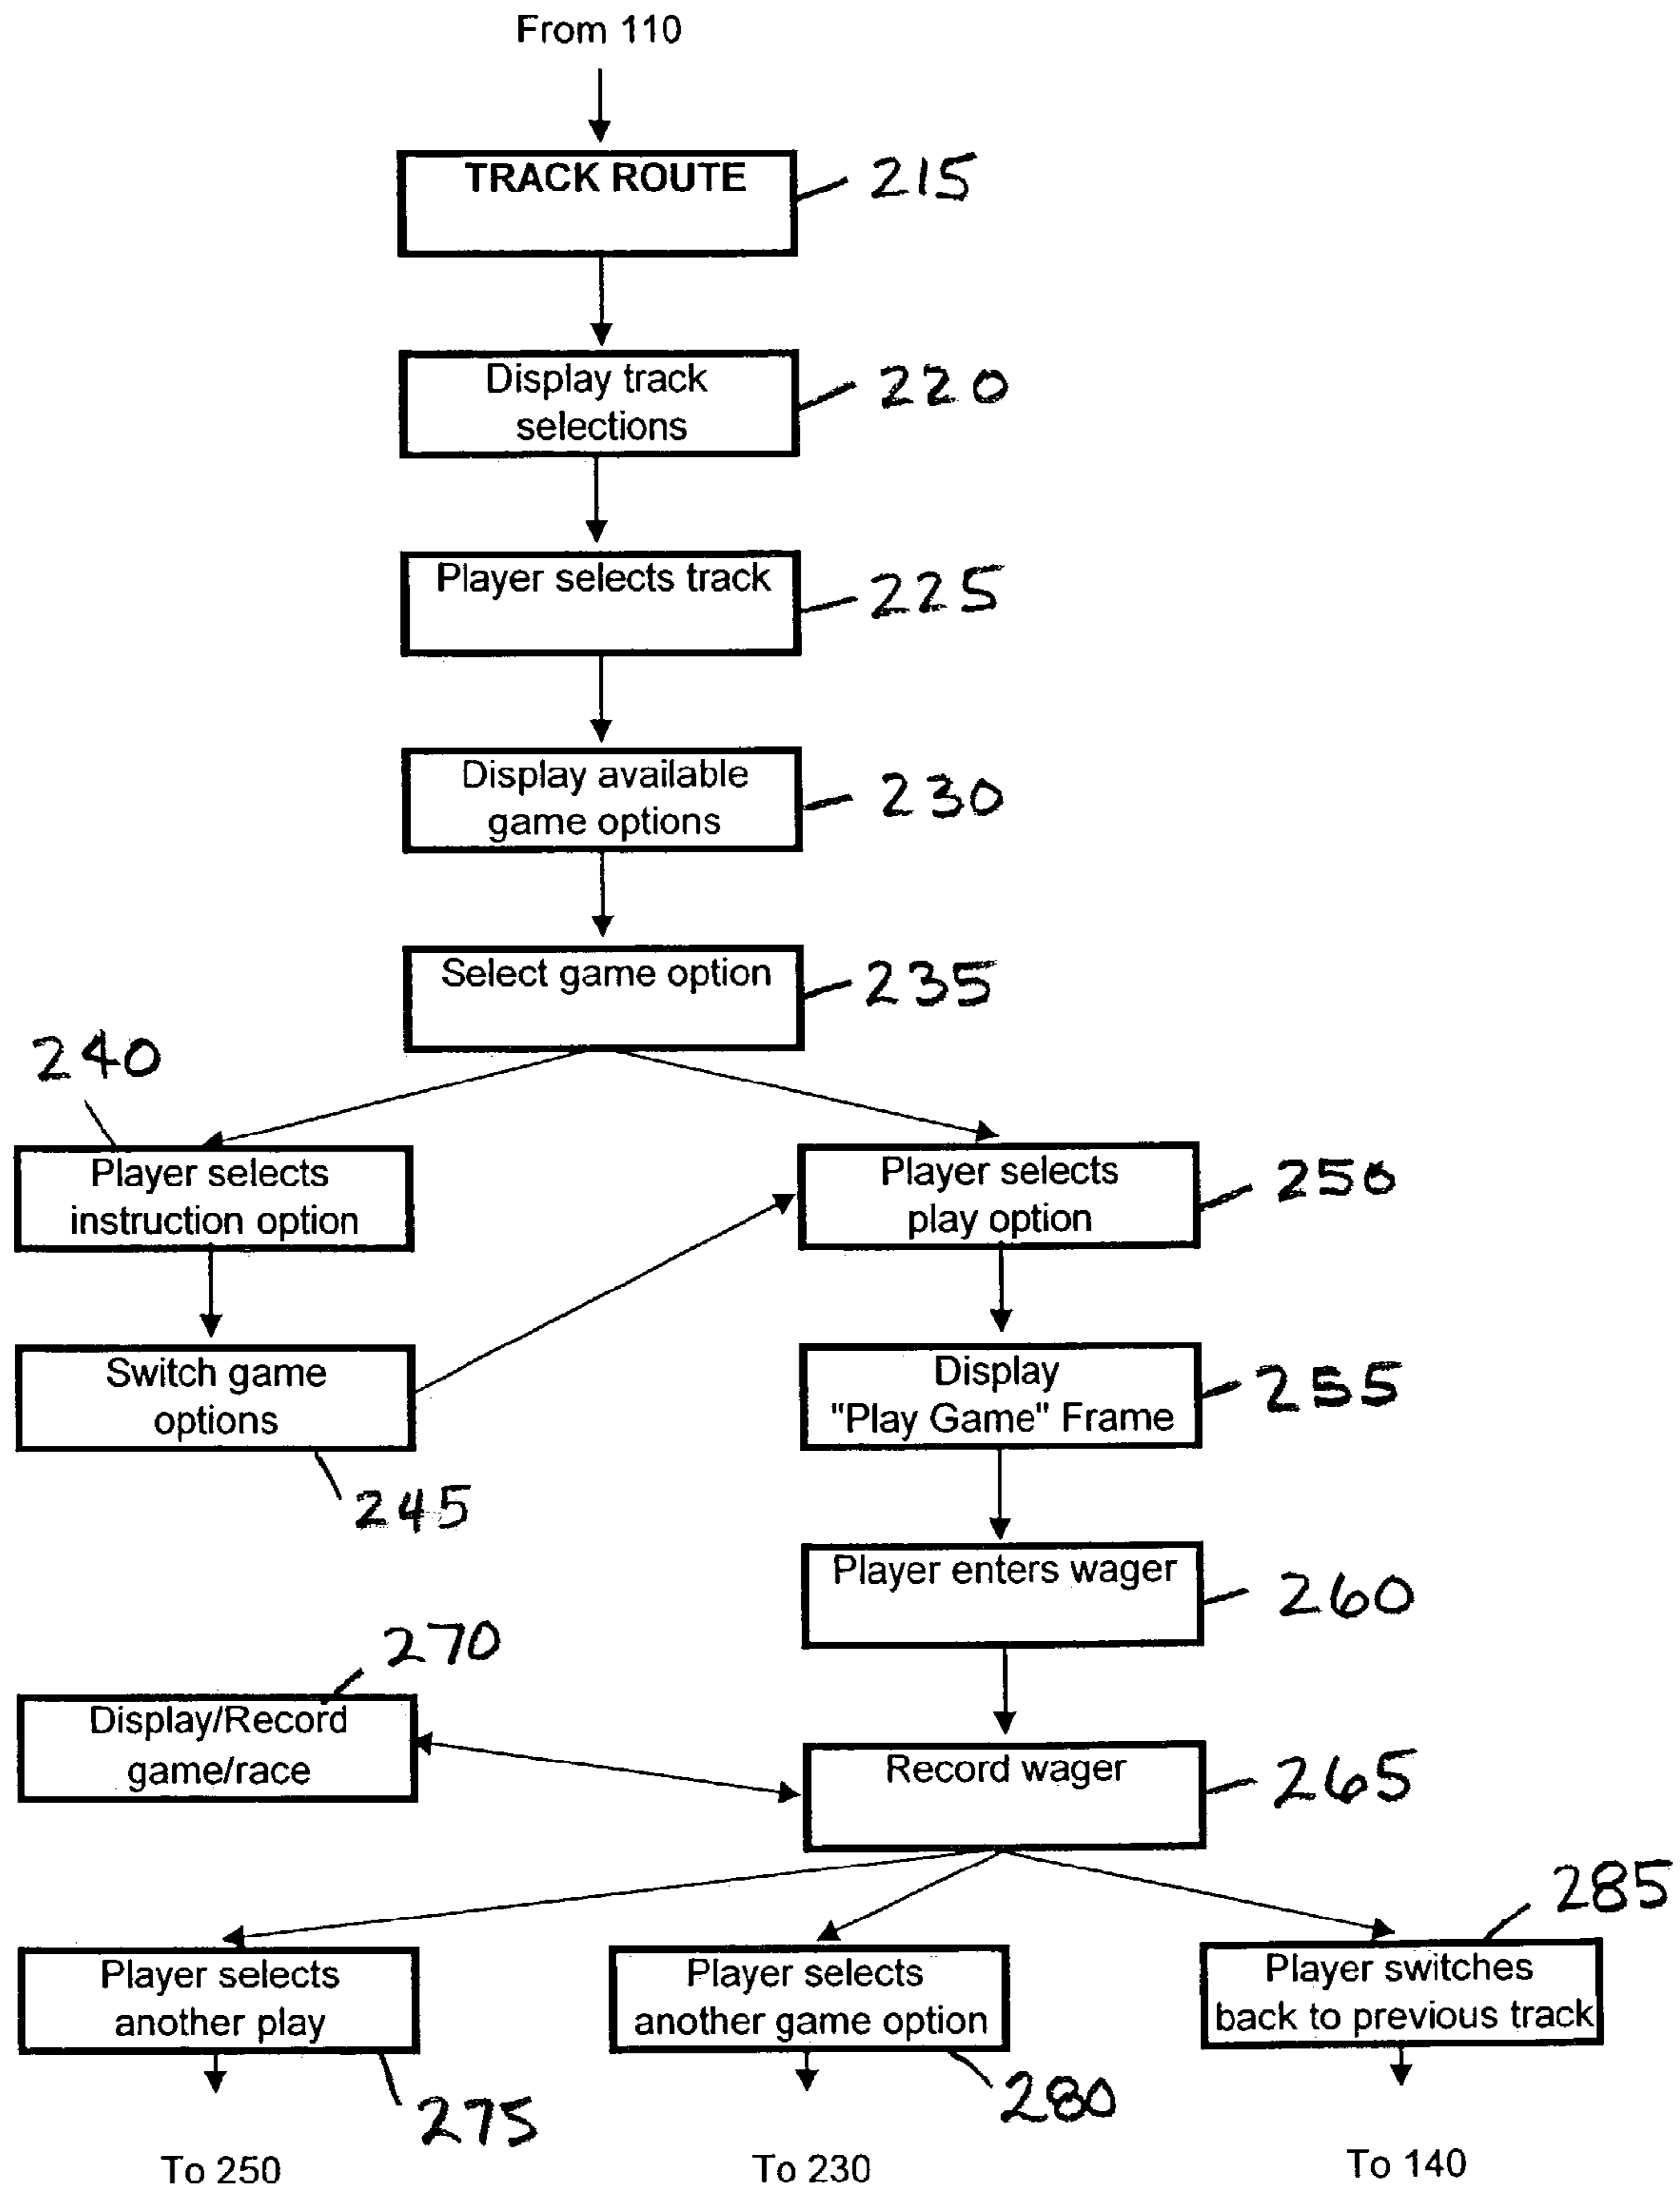 From 110
TRACK ROUTE
215
Display track
selections
220
Player selects track
225
Display available
game options
230
Select game option
235
240
Player selects
instruction option
Player selects
play option
250
Switch game
options
245
Display
"Play Game" Frame
255
Player enters wager
260
270
Display/Record
game/race
Record wager
265
285
Player selects
another play
275
Player selects
another game option
280
Player switches
back to previous track
To 250
To 230
To 140